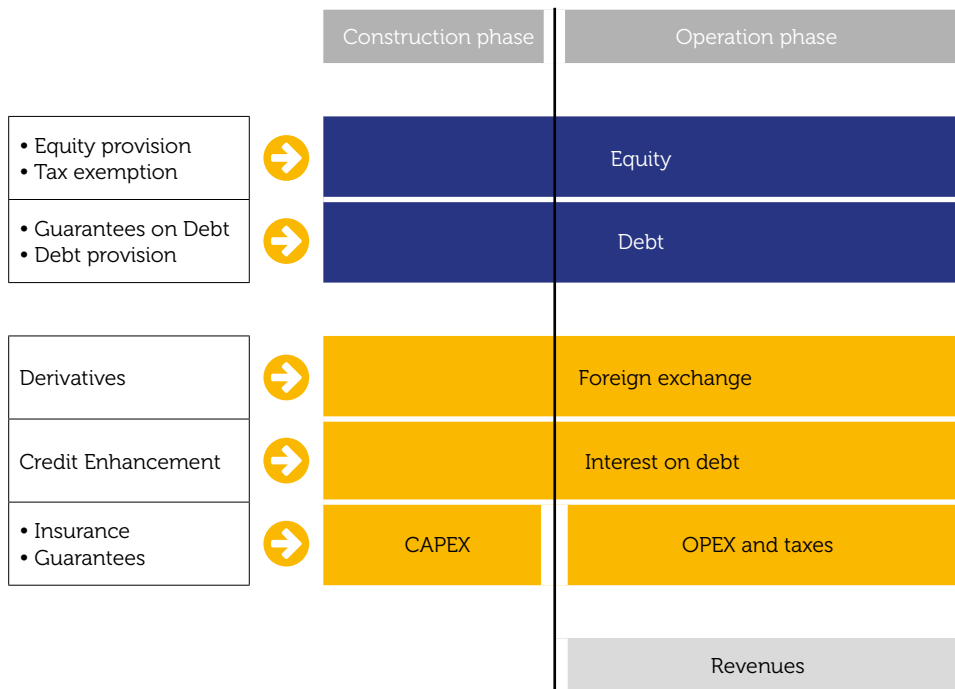 Construction phase
Operation phase
• Equity provision
• Tax exemption
Equity
• Guarantees on Debt
• Debt provision
Debt
Derivatives
Foreign exchange
Credit Enhancement
Interest on debt
• Insurance
• Guarantees
CAPEX
OPEX and taxes
Revenues